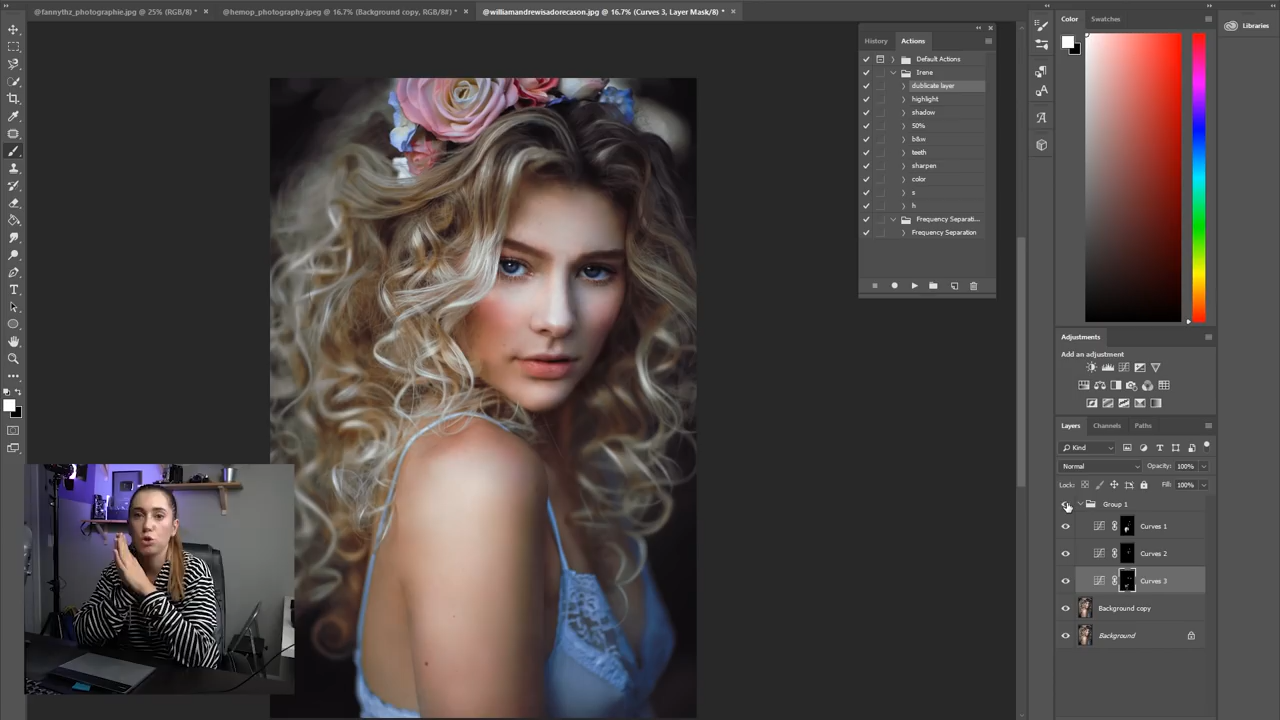 @fannythz_photographie.jpg @ 25% (RGB/8) *
@hemop_photography.jpeg @ 16.7% (Background copy, RGB/8#) *
@williamandrewisadorecason.jpg @ 16.7% (Curves 3, Layer Mask/8) *
History
Actions
Default Actions
Irene
dublicate layer
highlight
shadow
50%
b&w
teeth
sharpen
color
s
h
Frequency Separati...
Frequency Separation
Color
Swatches
Libraries
Adjustments
Add an adjustment
Layers
Channels
Paths
Kind
Normal
Opacity: 100%
Lock:
Fill: 100%
Group 1
Curves 1
Curves 2
Curves 3
Background copy
Background